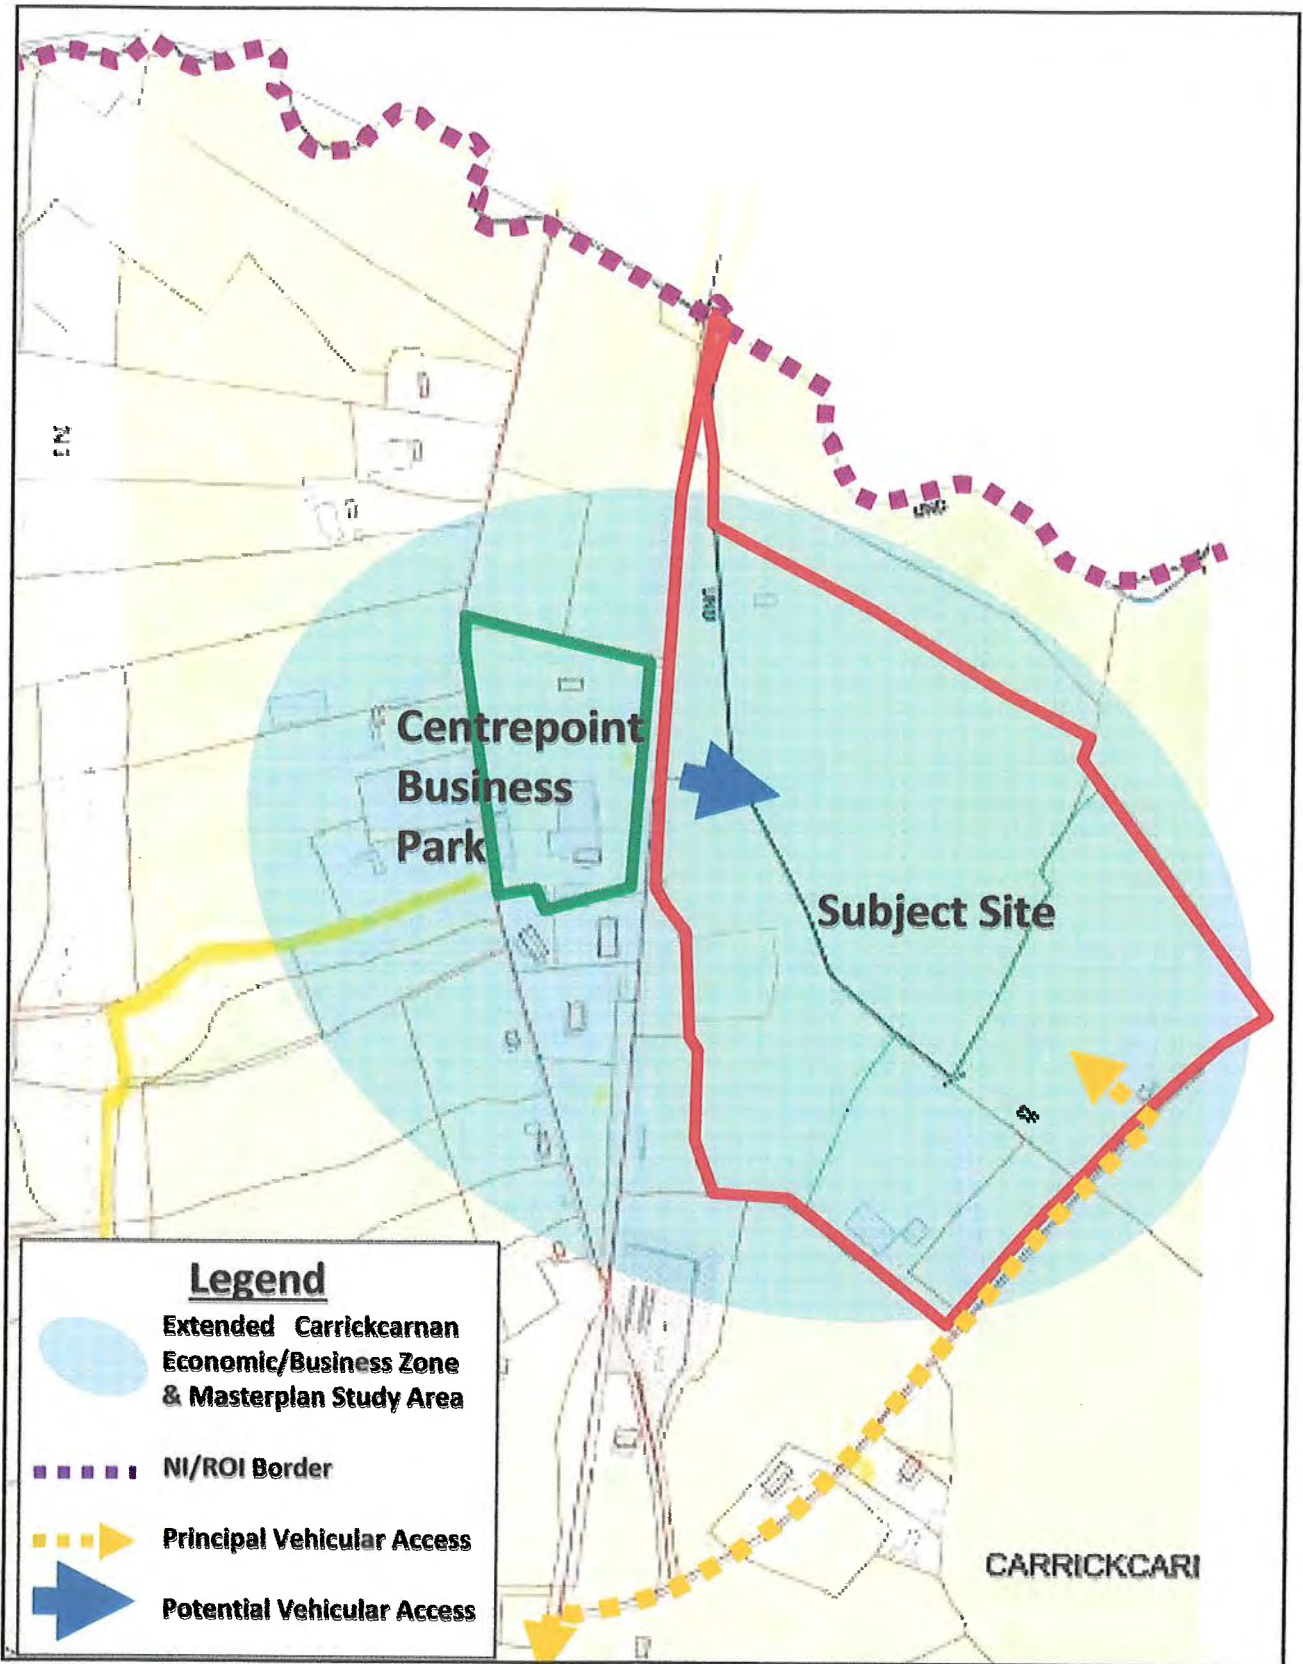 Centrepoint
Business
Park
Subject Site
Legend
Extended Carrickcarnan
Economic/Business Zone
& Masterplan Study Area
NI/ROI Border
Principal Vehicular Access
Potential Vehicular Access
CARRICKCARI